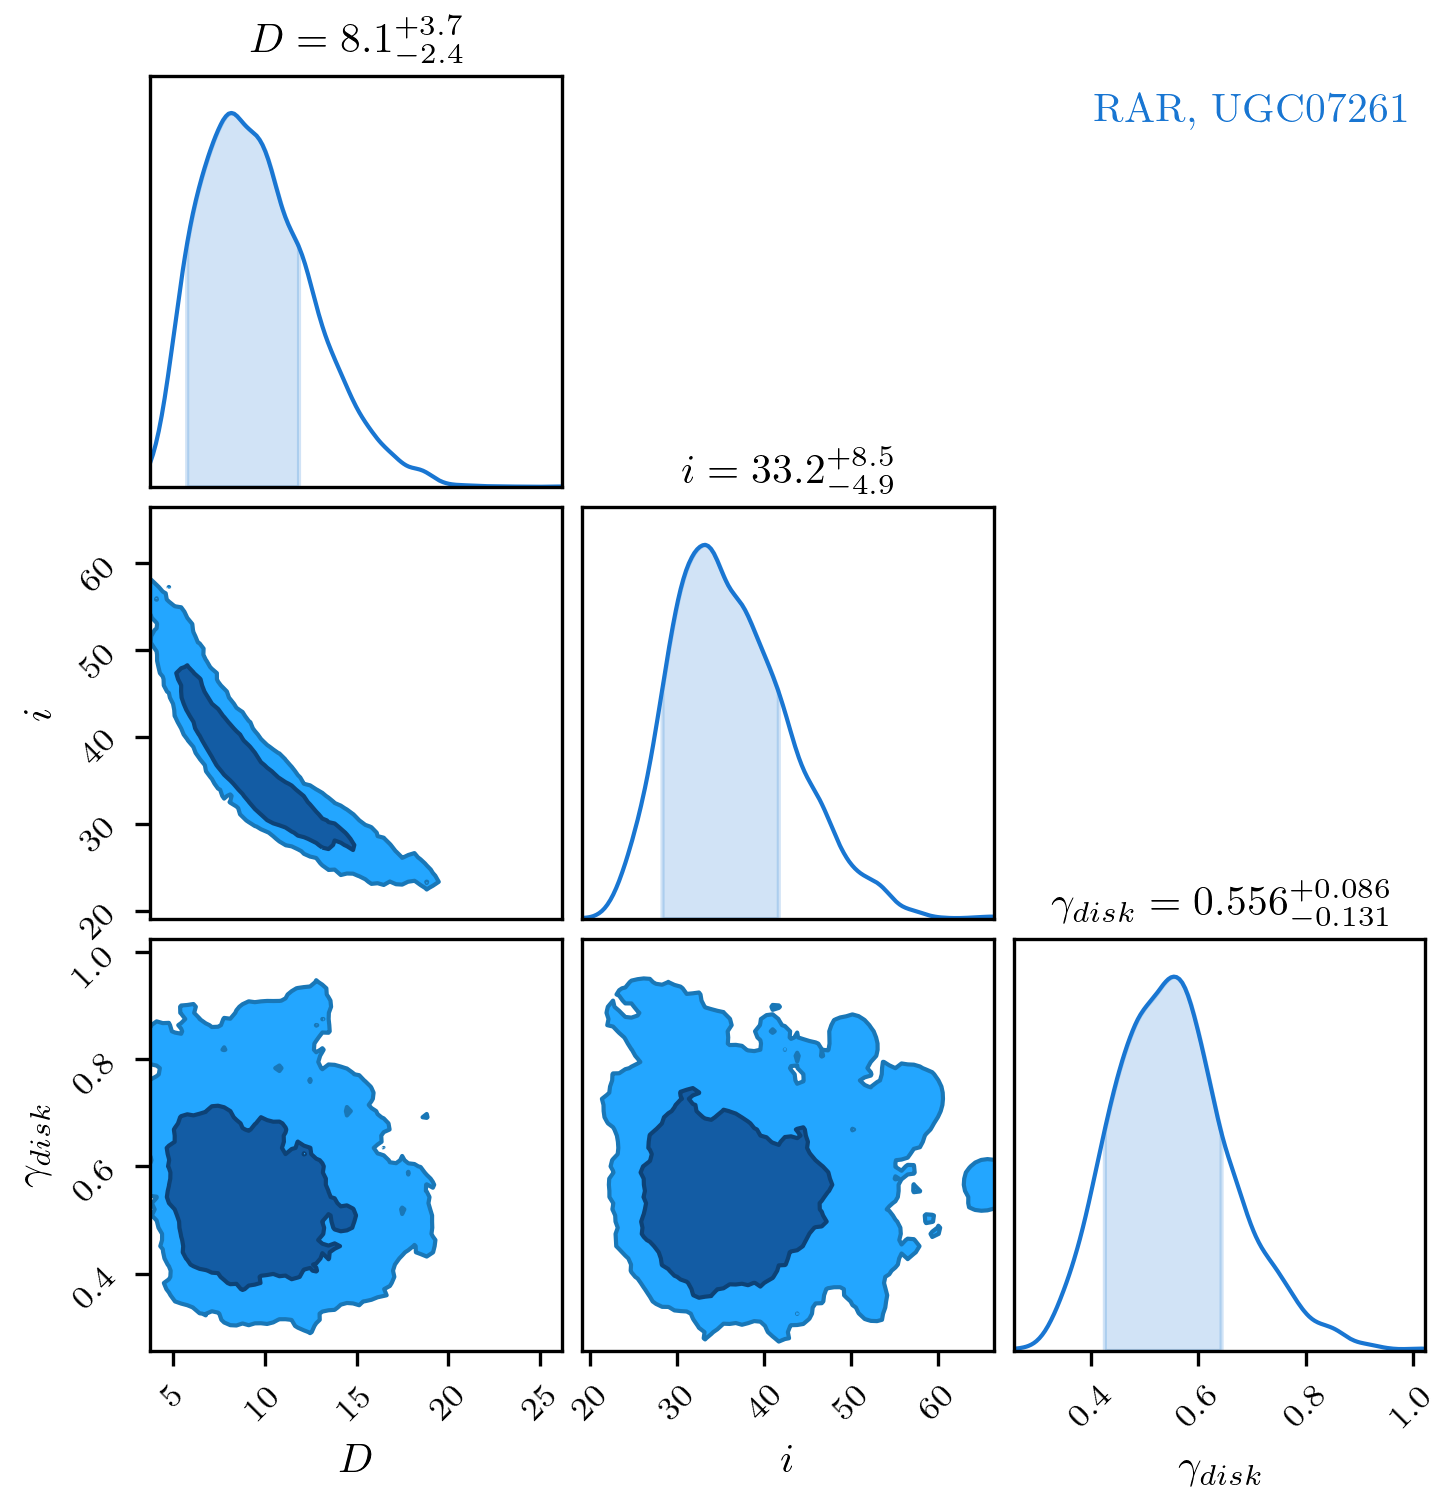 D = 8.1^{+3.7}_{-2.4}
RAR, UGC07261
i = 33.2^{+8.5}_{-4.9}
60
50
40
30
20
i
γ_{disk} = 0.556^{+0.086}_{-0.131}
1.0
0.8
0.6
0.4
γ_{disk}
5 10 15 20 25
20 30 40 50 60
0.4 0.6 0.8 1.0
D
i
γ_{disk}